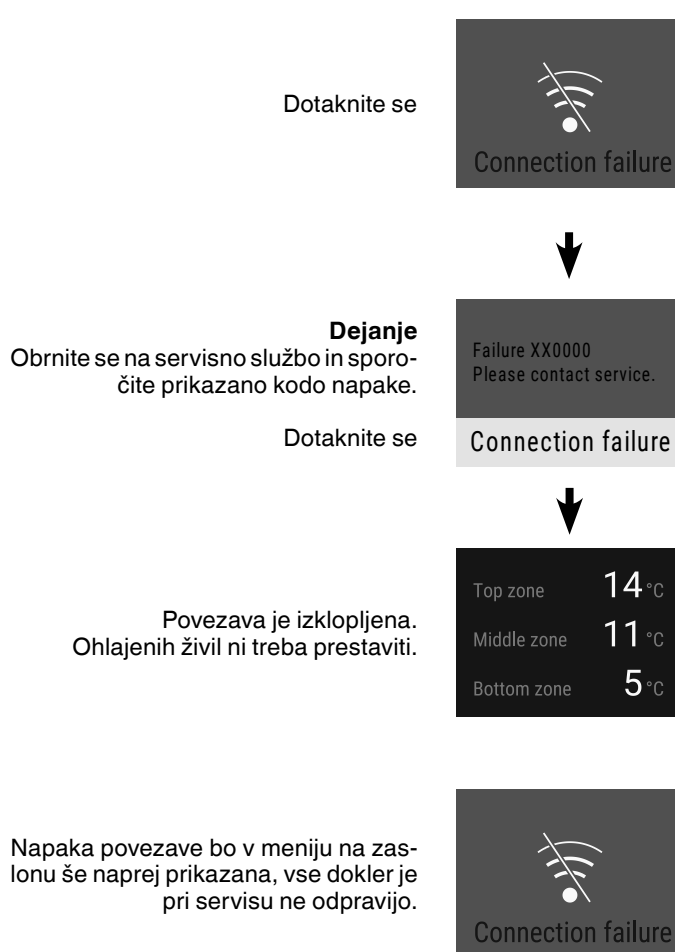 Dotaknite se
Connection failure
Dejanje
Obrnite se na servisno službo in sporo-
čite prikazano kodo napake.
Failure XX0000
Please contact service.
Dotaknite se
Connection failure
Povezava je izklopljena.
Ohlajenih živil ni treba prestaviti.
Top zone 14 °C
Middle zone 11 °C
Bottom zone 5 °C
Napaka povezave bo v meniju na zas-
lonu še naprej prikazana, vse dokler je
pri servisu ne odpravijo.
Connection failure